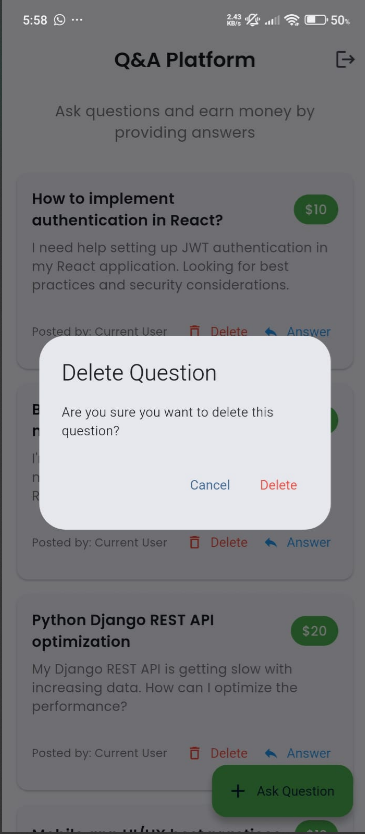 5:58 ... 2.43 KB/s 50%
Q&A Platform
Ask questions and earn money by
providing answers
How to implement
authentication in React?
$10
I need help setting up JWT authentication in
my React application. Looking for best
practices and security considerations.
Posted by: Current User Delete Answer
Delete Question
Are you sure you want to delete this
question?
Cancel Delete
Posted by: Current User Delete Answer
Python Django REST API
optimization
$20
My Django REST API is getting slow with
increasing data. How can I optimize the
performance?
Posted by: Current User Delete Answer
+ Ask Question